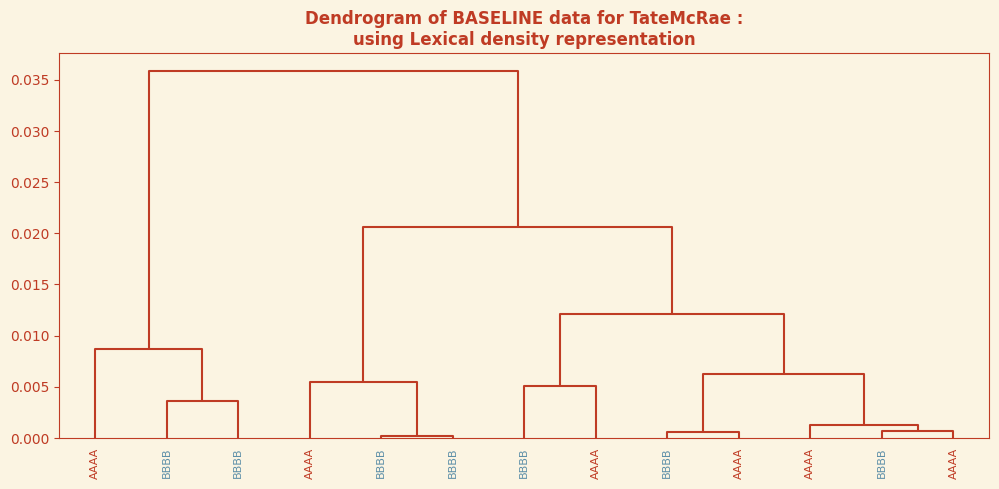 Dendrogram of BASELINE data for TateMcRae :
using Lexical density representation
0.035
0.030
0.025
0.020
0.015
0.010
0.005
0.000
AAAA
BBBB
BBBB
AAAA
BBBB
BBBB
BBBB
AAAA
BBBB
AAAA
AAAA
BBBB
AAAA